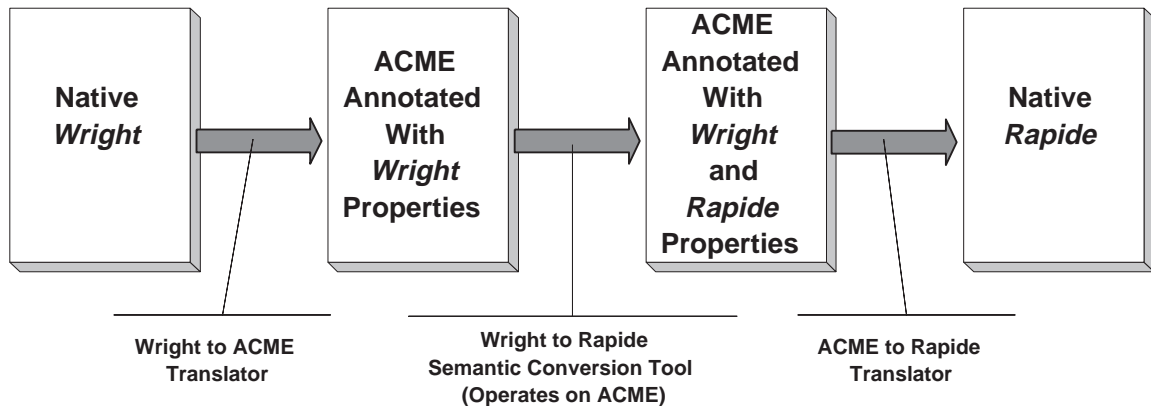 Native
Wright
ACME
Annotated
With
Wright
Properties
ACME
Annotated
With
Wright
and
Rapide
Properties
Native
Rapide
Wright to ACME
Translator
Wright to Rapide
Semantic Conversion Tool
(Operates on ACME)
ACME to Rapide
Translator